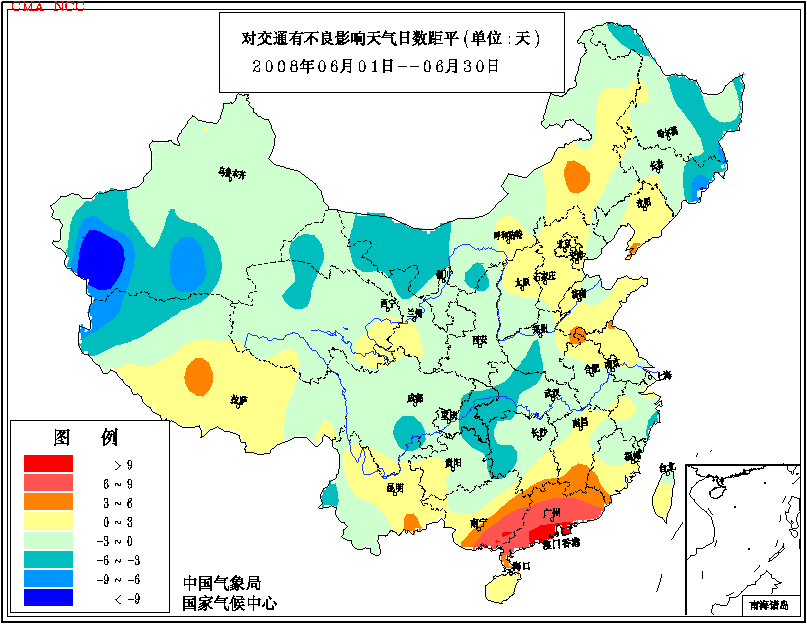 CMA NCC
对交通有不良影响天气日数距平(单位:天)
2008年06月01日--06月30日
哈尔滨
长春
乌鲁木齐
沈阳
呼和浩特
北京
天津
银川
太原
石家庄
济南
西宁
兰州
西安
郑州
合肥
南京
上海
拉萨
成都
重庆
武汉
长沙
南昌
贵阳
福州
台北
昆明
南宁
广州
澳门香港
海口
图 例
>9
6~9
3~6
0~3
-3~0
-6~-3
-9~-6
<-9
中国气象局
国家气候中心
南海诸岛